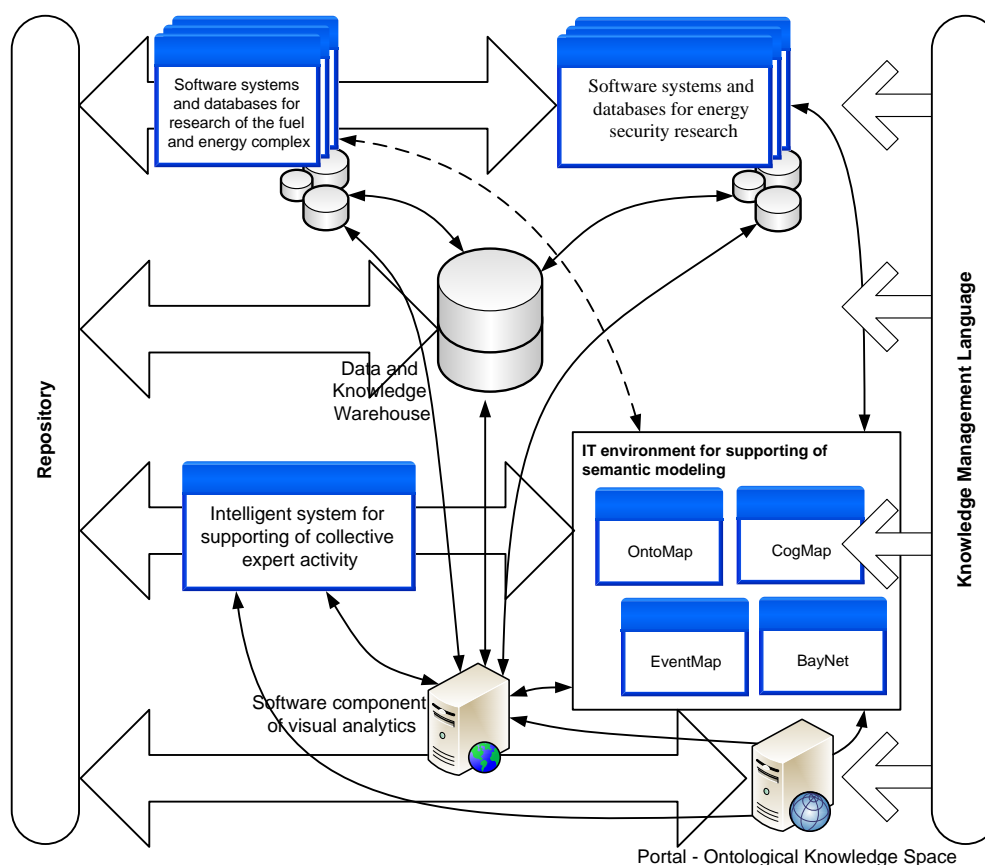 Software systems
and databases for
research of the fuel
and energy complex
Software systems and
databases for energy
security research
Repository
Knowledge Management Language
Data and
Knowledge
Warehouse
IT environment for supporting of
semantic modeling
Intelligent system for
supporting of collective
expert activity
OntoMap
CogMap
EventMap
BayNet
Software component
of visual analytics
Portal - Ontological Knowledge Space